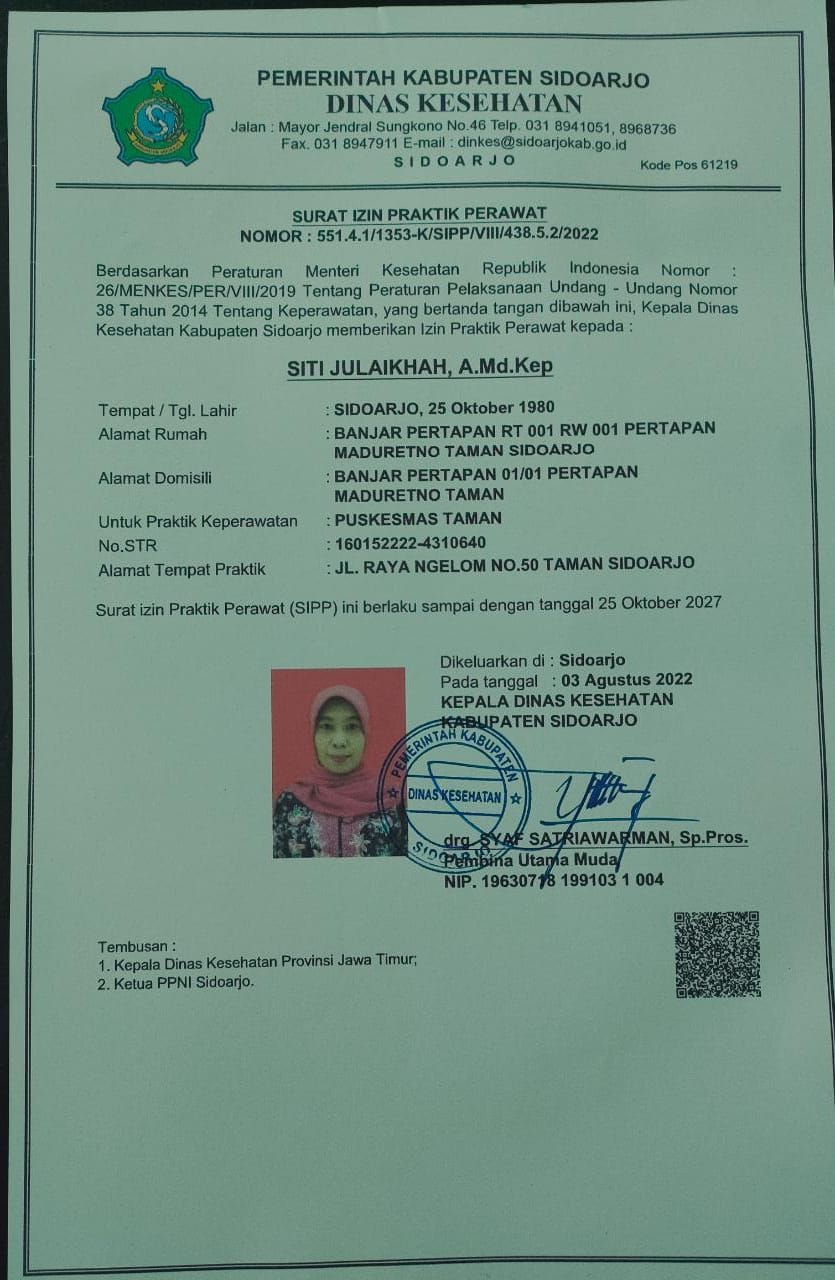 PEMERINTAH KABUPATEN SIDOARJO
DINAS KESEHATAN
Jalan : Mayor Jendral Sungkono No.46 Telp. 031 8941051, 8968736
Fax. 031 8947911 E-mail : dinkes@sidoarjokab.go.id
SIDOARJO
Kode Pos 61219
SURAT IZIN PRAKTIK PERAWAT
NOMOR : 551.4.1/1353-K/SIPP/VIII/438.5.2/2022
Berdasarkan Peraturan Menteri Kesehatan Republik Indonesia Nomor :
26/MENKES/PER/VIII/2019 Tentang Peraturan Pelaksanaan Undang - Undang Nomor
38 Tahun 2014 Tentang Keperawatan, yang bertanda tangan dibawah ini, Kepala Dinas
Kesehatan Kabupaten Sidoarjo memberikan Izin Praktik Perawat kepada :
SITI JULAIKHAH, A.Md.Kep
Tempat / Tgl. Lahir : SIDOARJO, 25 Oktober 1980
Alamat Rumah : BANJAR PERTAPAN RT 001 RW 001 PERTAPAN
MADURETNO TAMAN SIDOARJO
Alamat Domisili : BANJAR PERTAPAN 01/01 PERTAPAN
MADURETNO TAMAN
Untuk Praktik Keperawatan : PUSKESMAS TAMAN
No.STR : 160152222-4310640
Alamat Tempat Praktik : JL. RAYA NGELOM NO.50 TAMAN SIDOARJO
Surat izin Praktik Perawat (SIPP) ini berlaku sampai dengan tanggal 25 Oktober 2027
Dikeluarkan di : Sidoarjo
Pada tanggal : 03 Agustus 2022
KEPALA DINAS KESEHATAN
KABUPATEN SIDOARJO
PEMERINTAH KABUPATEN
DINAS KESEHATAN
SIDOARJO
drg. SYAF SATRIAWARMAN, Sp.Pros.
Pembina Utama Muda
NIP. 19630718 199103 1 004
Tembusan :
1. Kepala Dinas Kesehatan Provinsi Jawa Timur;
2. Ketua PPNI Sidoarjo.